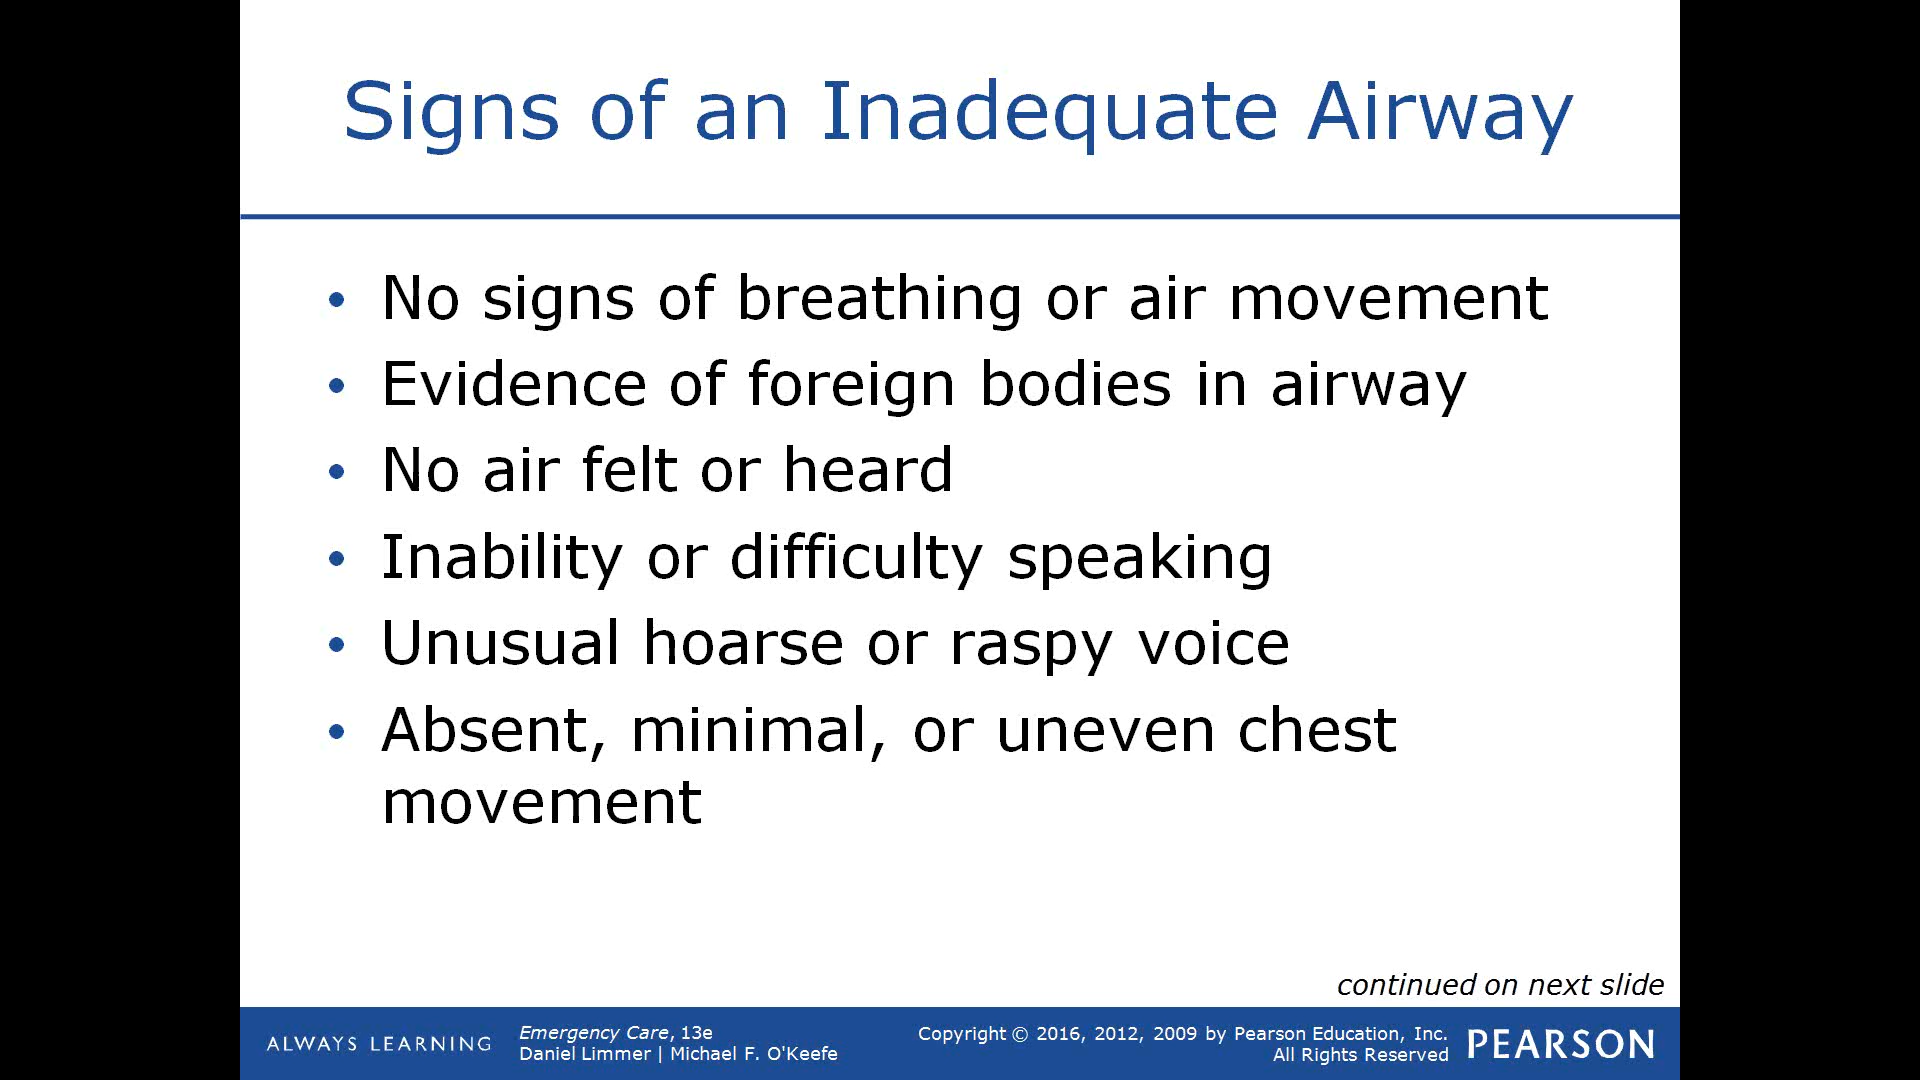 Signs of an Inadequate Airway
• No signs of breathing or air movement
• Evidence of foreign bodies in airway
• No air felt or heard
• Inability or difficulty speaking
• Unusual hoarse or raspy voice
• Absent, minimal, or uneven chest
movement
continued on next slide
ALWAYS LEARNING
Emergency Care, 13e
Daniel Limmer | Michael F. O'Keefe
Copyright © 2016, 2012, 2009 by Pearson Education, Inc.
All Rights Reserved
PEARSON